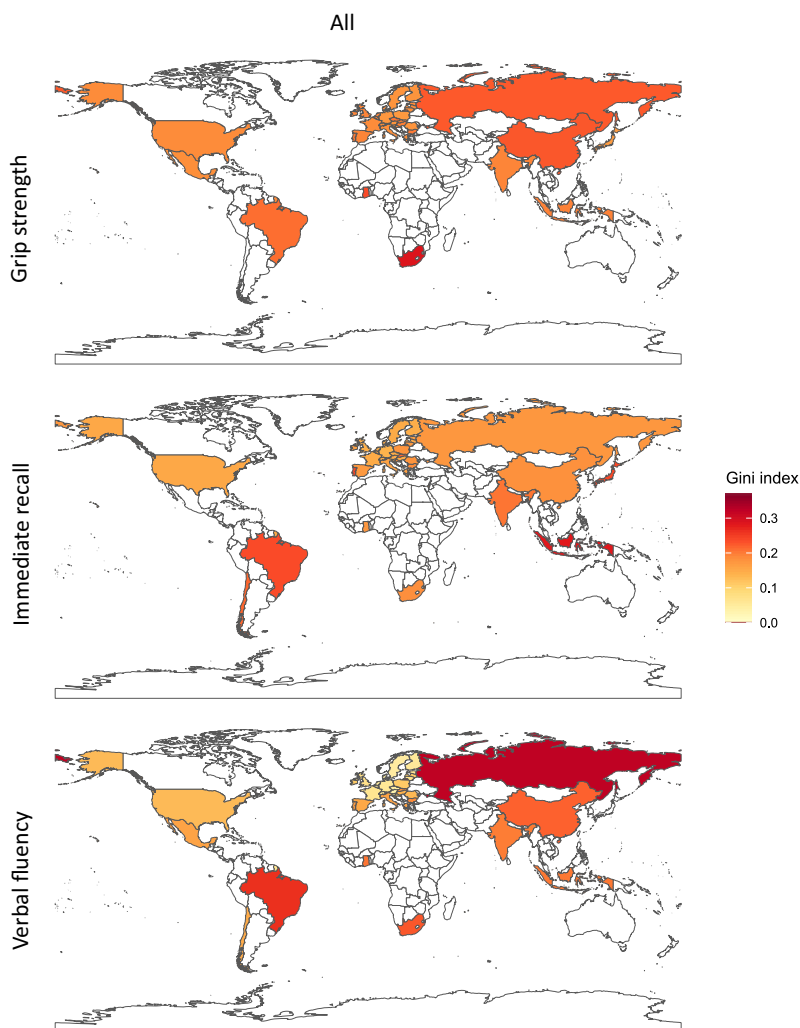 All
Grip strength
Immediate recall
Gini index
0.3
0.2
0.1
0.0
Verbal fluency